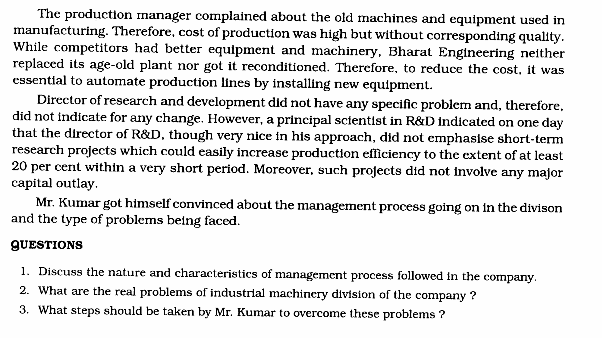 The production manager complained about the old machines and equipment used in
manufacturing. Therefore, cost of production was high but without corresponding quality.
While competitors had better equipment and machinery, Bharat Engineering neither
replaced its age-old plant nor got it reconditioned. Therefore, to reduce the cost, it was
essential to automate production lines by installing new equipment.
Director of research and development did not have any specific problem and, therefore,
did not indicate for any change. However, a principal scientist in R&D indicated on one day
that the director of R&D, though very nice in his approach, did not emphasise short-term
research projects which could easily increase production efficiency to the extent of at least
20 per cent within a very short period. Moreover, such projects did not involve any major
capital outlay.
Mr. Kumar got himself convinced about the management process going on in the divison
and the type of problems being faced.
QUESTIONS
1. Discuss the nature and characteristics of management process followed in the company.
2. What are the real problems of industrial machinery division of the company ?
3. What steps should be taken by Mr. Kumar to overcome these problems ?